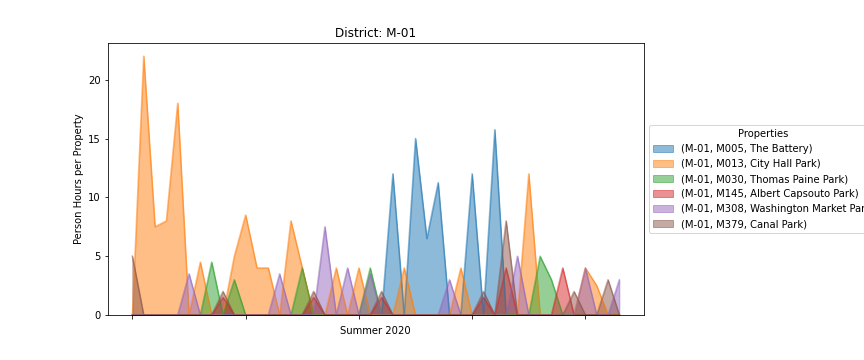 District: M-01
Person Hours per Property
20
15
10
5
0
Summer 2020
Properties
(M-01, M005, The Battery)
(M-01, M013, City Hall Park)
(M-01, M030, Thomas Paine Park)
(M-01, M145, Albert Capsouto Park)
(M-01, M308, Washington Market Par
(M-01, M379, Canal Park)